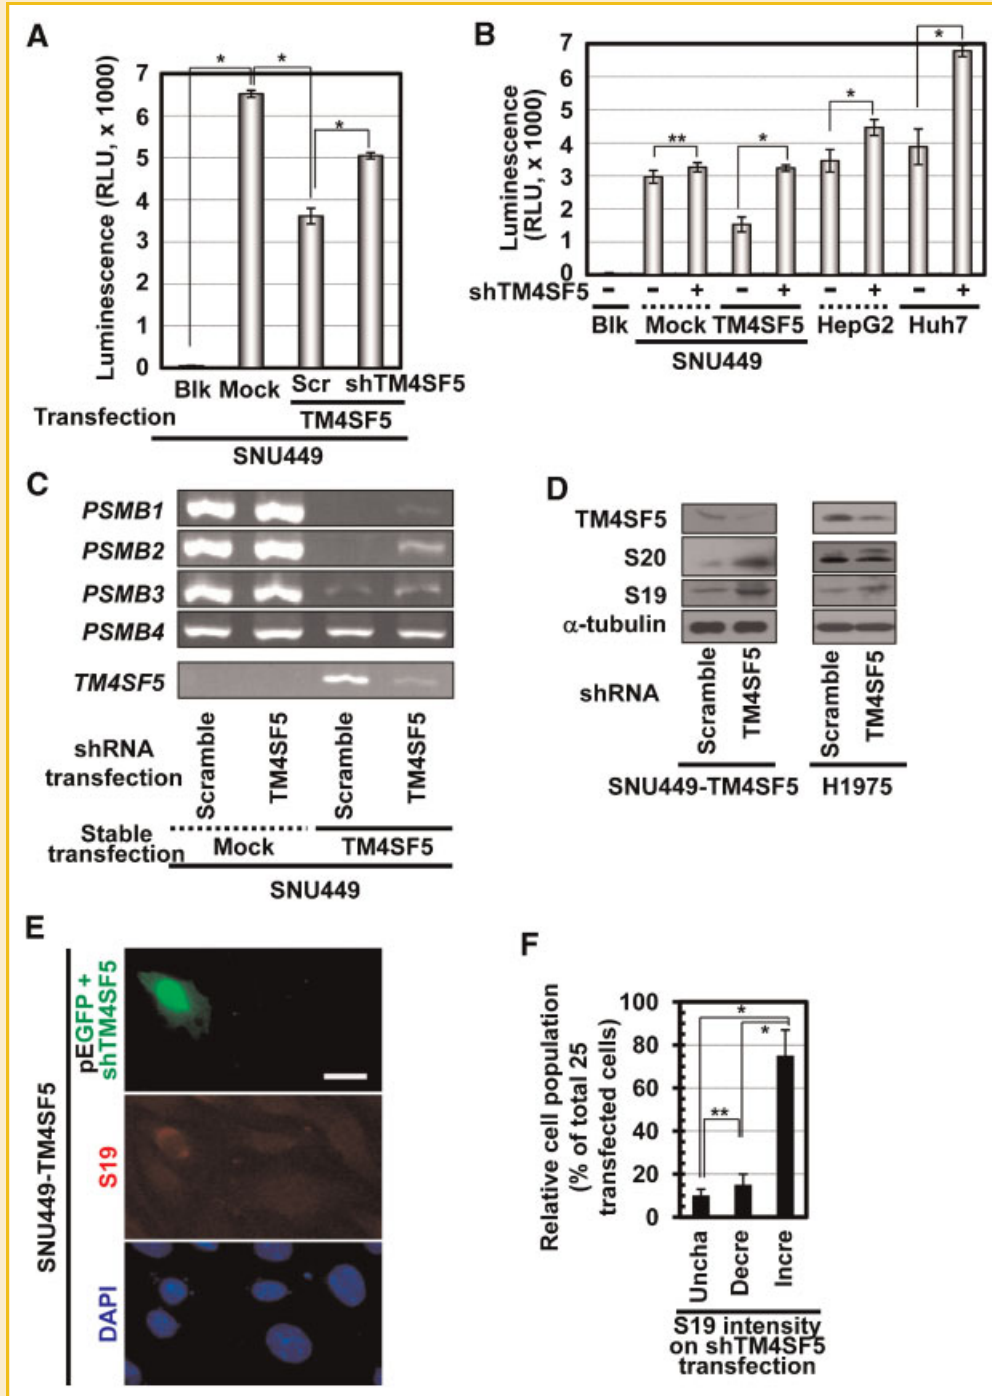 A
Luminescence (RLU, x 1000)
7
6
5
4
3
2
1
0
* * *
Blk Mock Scr shTM4SF5
Transfection TM4SF5
SNU449
B
Luminescence
(RLU, x 1000)
7
6
5
4
3
2
1
0
** * * *
shTM4SF5 - - + - + - + - +
Blk Mock TM4SF5 HepG2 Huh7
SNU449
C
PSMB1
PSMB2
PSMB3
PSMB4
TM4SF5
shRNA
transfection
Scramble
TM4SF5
Scramble
TM4SF5
Stable
transfection
Mock TM4SF5
SNU449
D
TM4SF5
S20
S19
α-tubulin
shRNA
Scramble
TM4SF5
Scramble
TM4SF5
SNU449-TM4SF5 H1975
E
SNU449-TM4SF5
pEGFP +
shTM4SF5
S19
DAPI
F
Relative cell population
(% of total 25
transfected cells)
100
80
60
40
20
0
*
*
**
Uncha
Decre
Incre
S19 intensity
on shTM4SF5
transfection